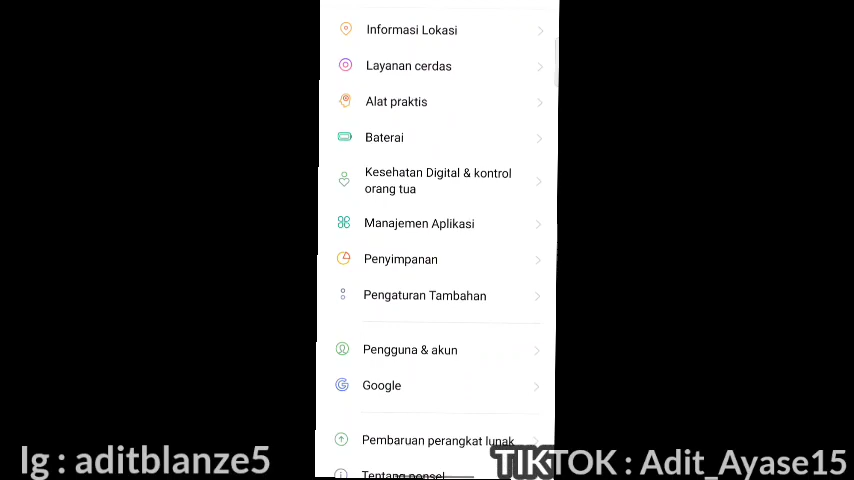 Informasi Lokasi
Layanan cerdas
Alat praktis
Baterai
Kesehatan Digital & kontrol
orang tua
Manajemen Aplikasi
Penyimpanan
Pengaturan Tambahan
Pengguna & akun
Google
Pembaruan perangkat lunak
Tentang ponsel
Ig : aditblanze5
TIKTOK : Adit_Ayase15